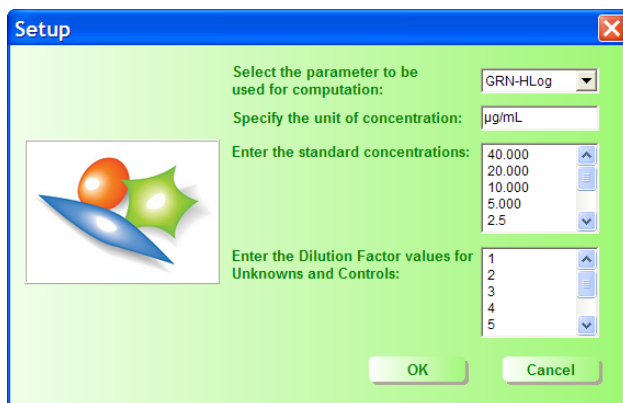 Setup
Select the parameter to be
used for computation:
GRN-HLog
Specify the unit of concentration:
µg/mL
Enter the standard concentrations:
40.000
20.000
10.000
5.000
2.5
Enter the Dilution Factor values for
Unknowns and Controls:
1
2
3
4
5
OK
Cancel